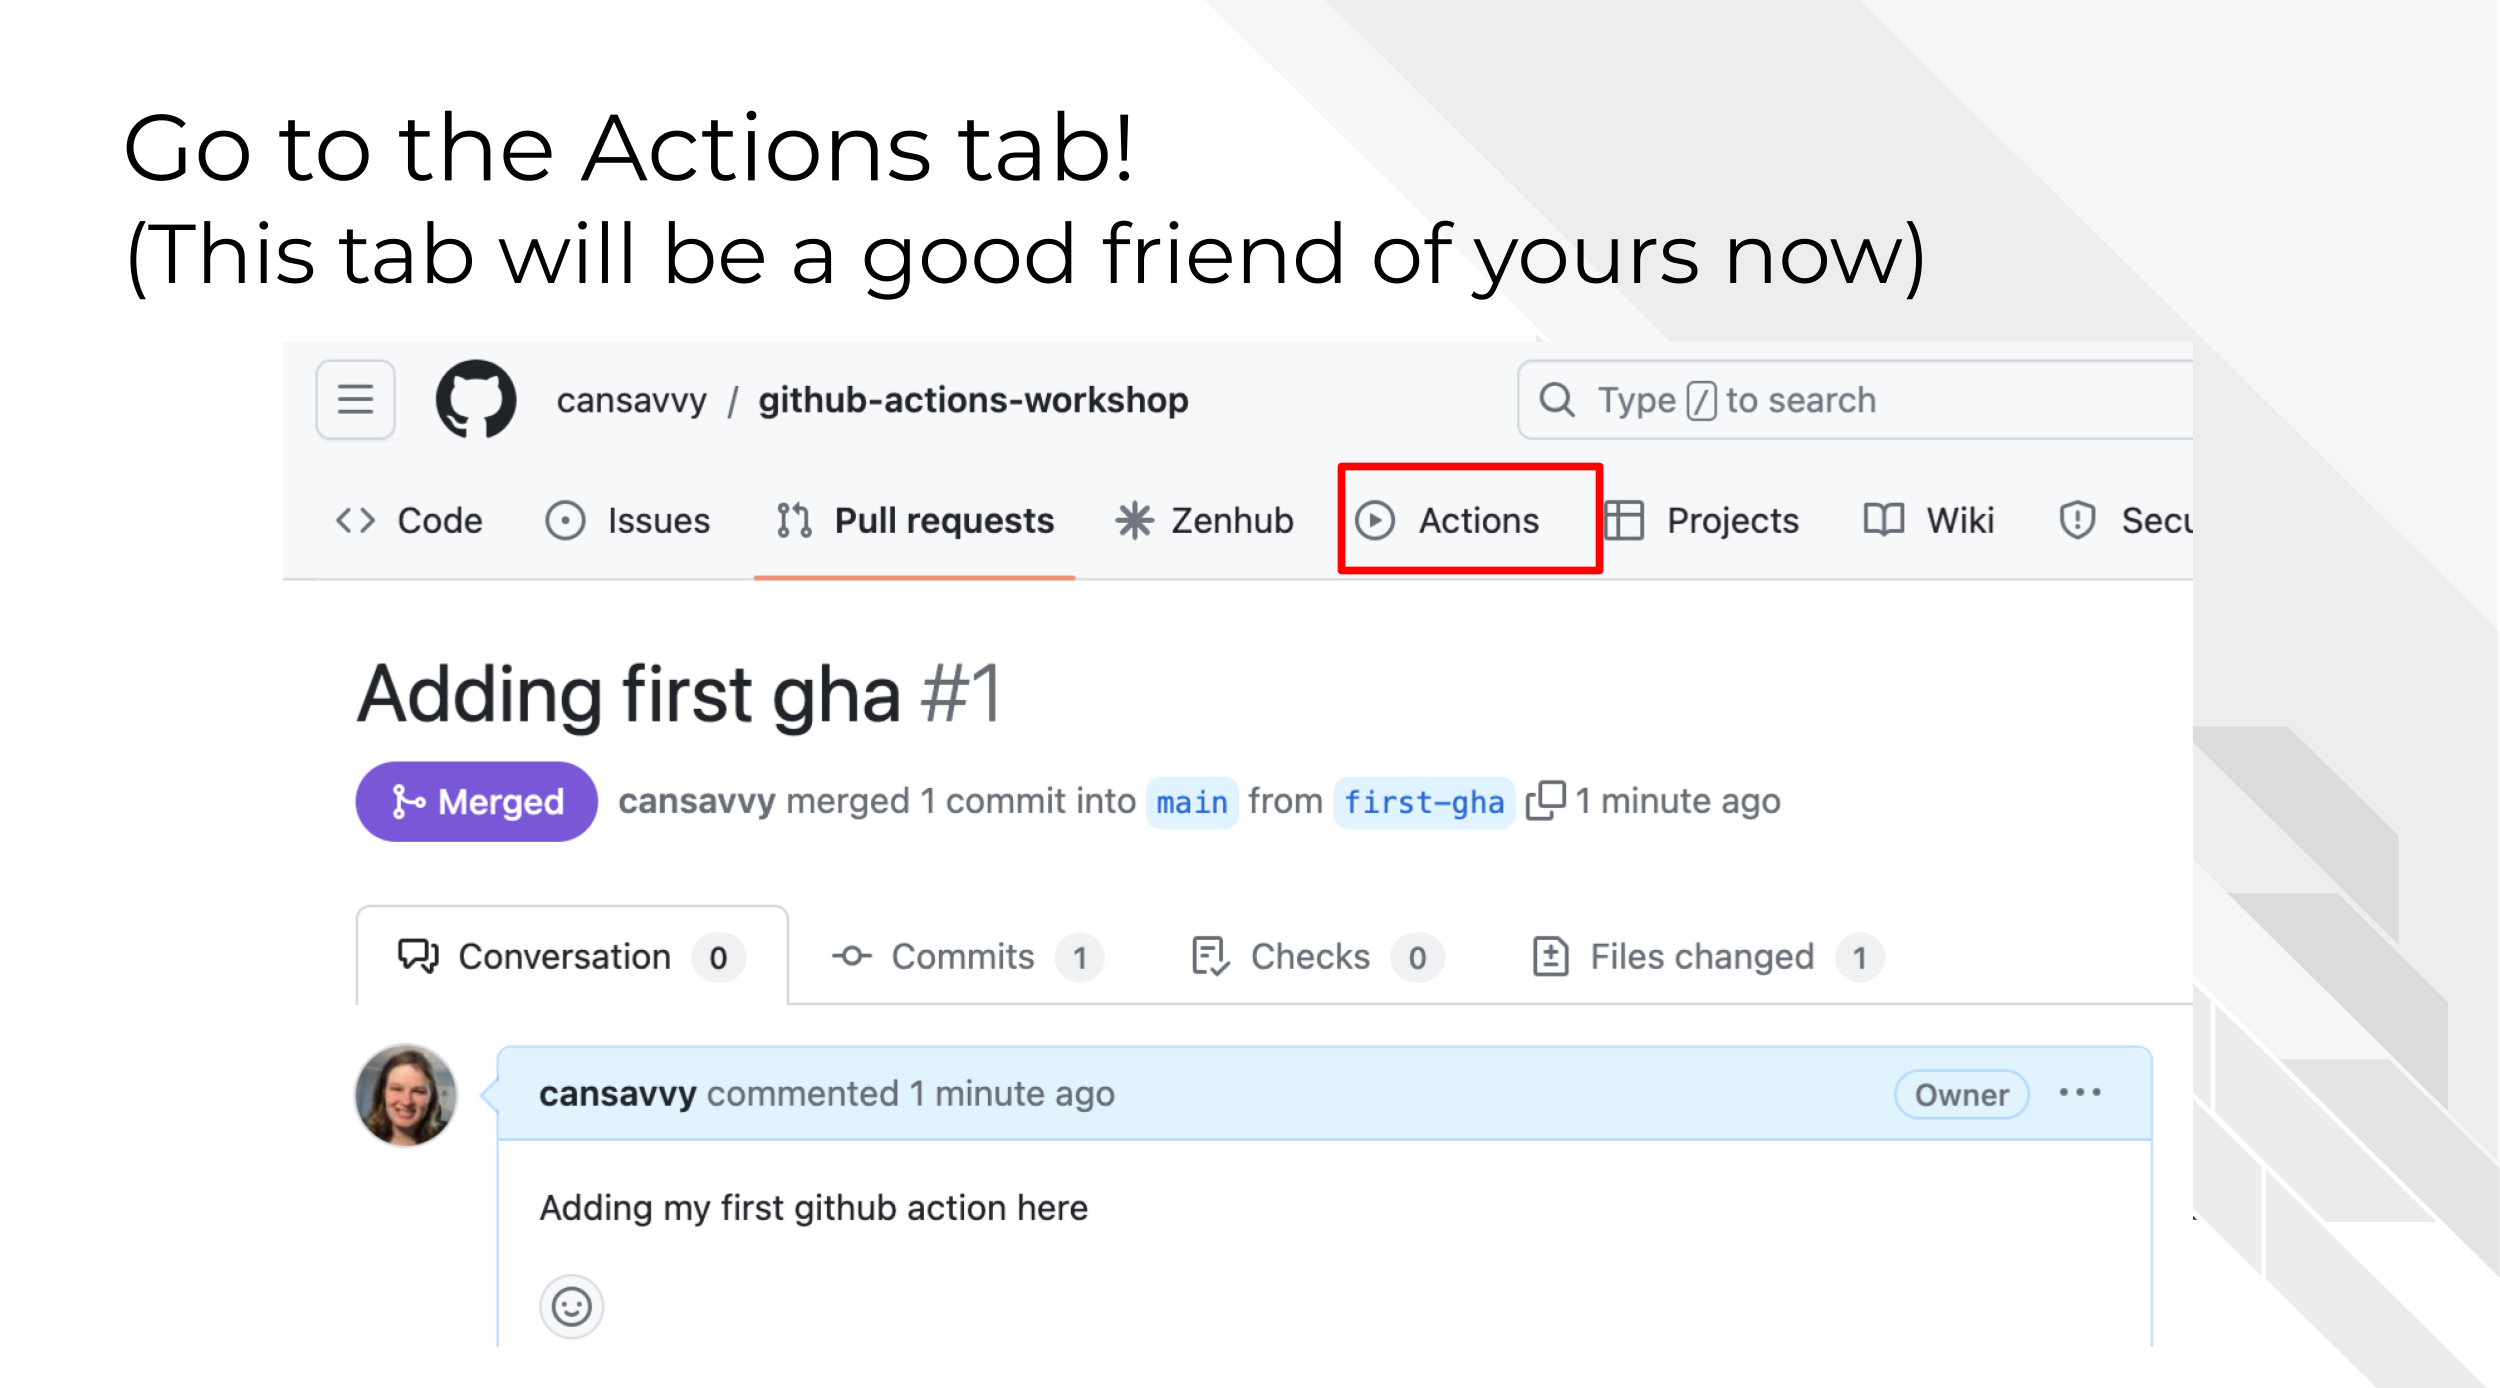 Go to the Actions tab!
(This tab will be a good friend of yours now)
cansavvy / github-actions-workshop
Type / to search
Code Issues Pull requests Zenhub Actions Projects Wiki Secu
Adding first gha #1
Merged cansavvy merged 1 commit into main from first-gha 1 minute ago
Conversation 0 Commits 1 Checks 0 Files changed 1
cansavvy commented 1 minute ago Owner
Adding my first github action here